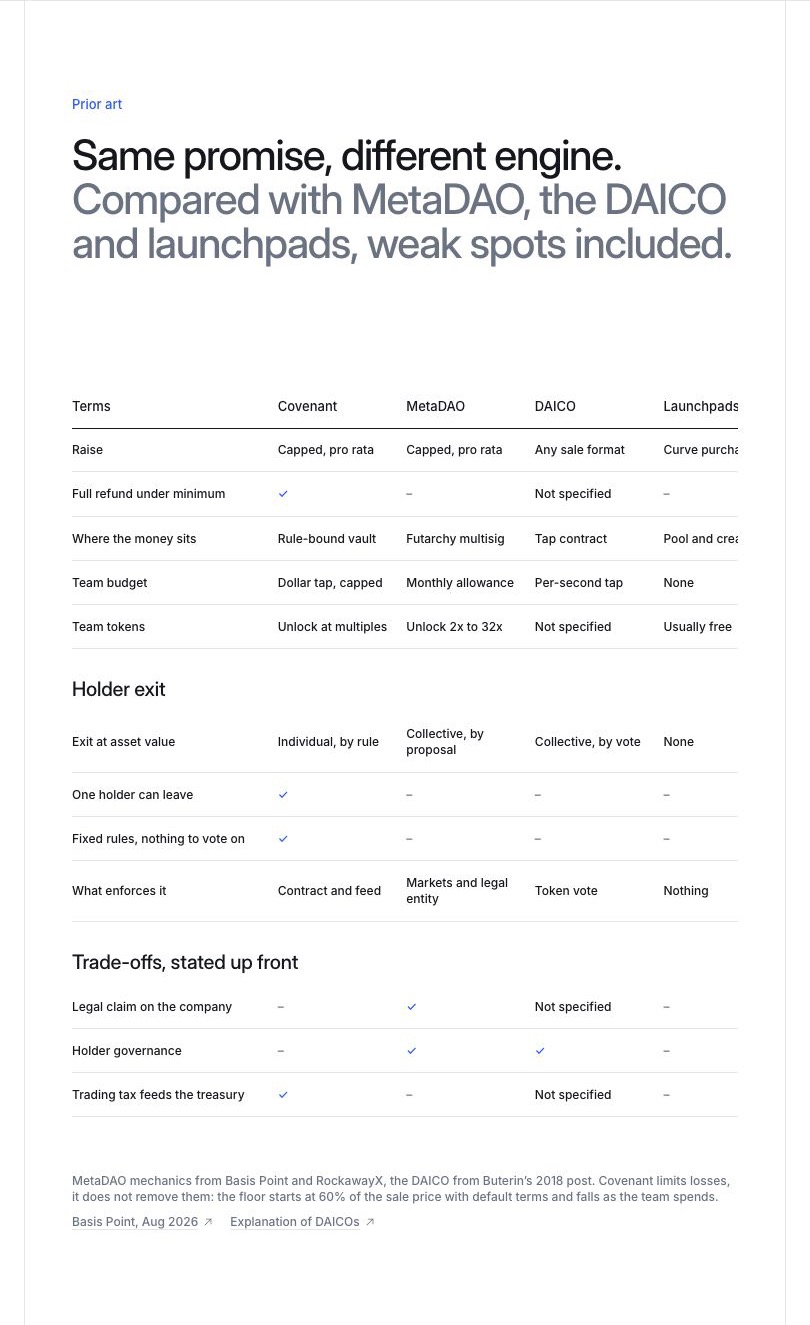 Prior art
Same promise, different engine.
Compared with MetaDAO, the DAICO
and launchpads, weak spots included.
Terms Covenant MetaDAO DAICO Launchpads
Raise Capped, pro rata Capped, pro rata Any sale format Curve purcha
Full refund under minimum ✓ – Not specified –
Where the money sits Rule-bound vault Futarchy multisig Tap contract Pool and crea
Team budget Dollar tap, capped Monthly allowance Per-second tap None
Team tokens Unlock at multiples Unlock 2x to 32x Not specified Usually free
Holder exit
Exit at asset value Individual, by rule Collective, by proposal Collective, by vote None
One holder can leave ✓ – – –
Fixed rules, nothing to vote on ✓ – – –
What enforces it Contract and feed Markets and legal entity Token vote Nothing
Trade-offs, stated up front
Legal claim on the company – ✓ Not specified –
Holder governance – ✓ ✓ –
Trading tax feeds the treasury ✓ – Not specified –
MetaDAO mechanics from Basis Point and RockawayX, the DAICO from Buterin’s 2018 post. Covenant limits losses,
it does not remove them: the floor starts at 60% of the sale price with default terms and falls as the team spends.
Basis Point, Aug 2026 ↗ Explanation of DAICOs ↗